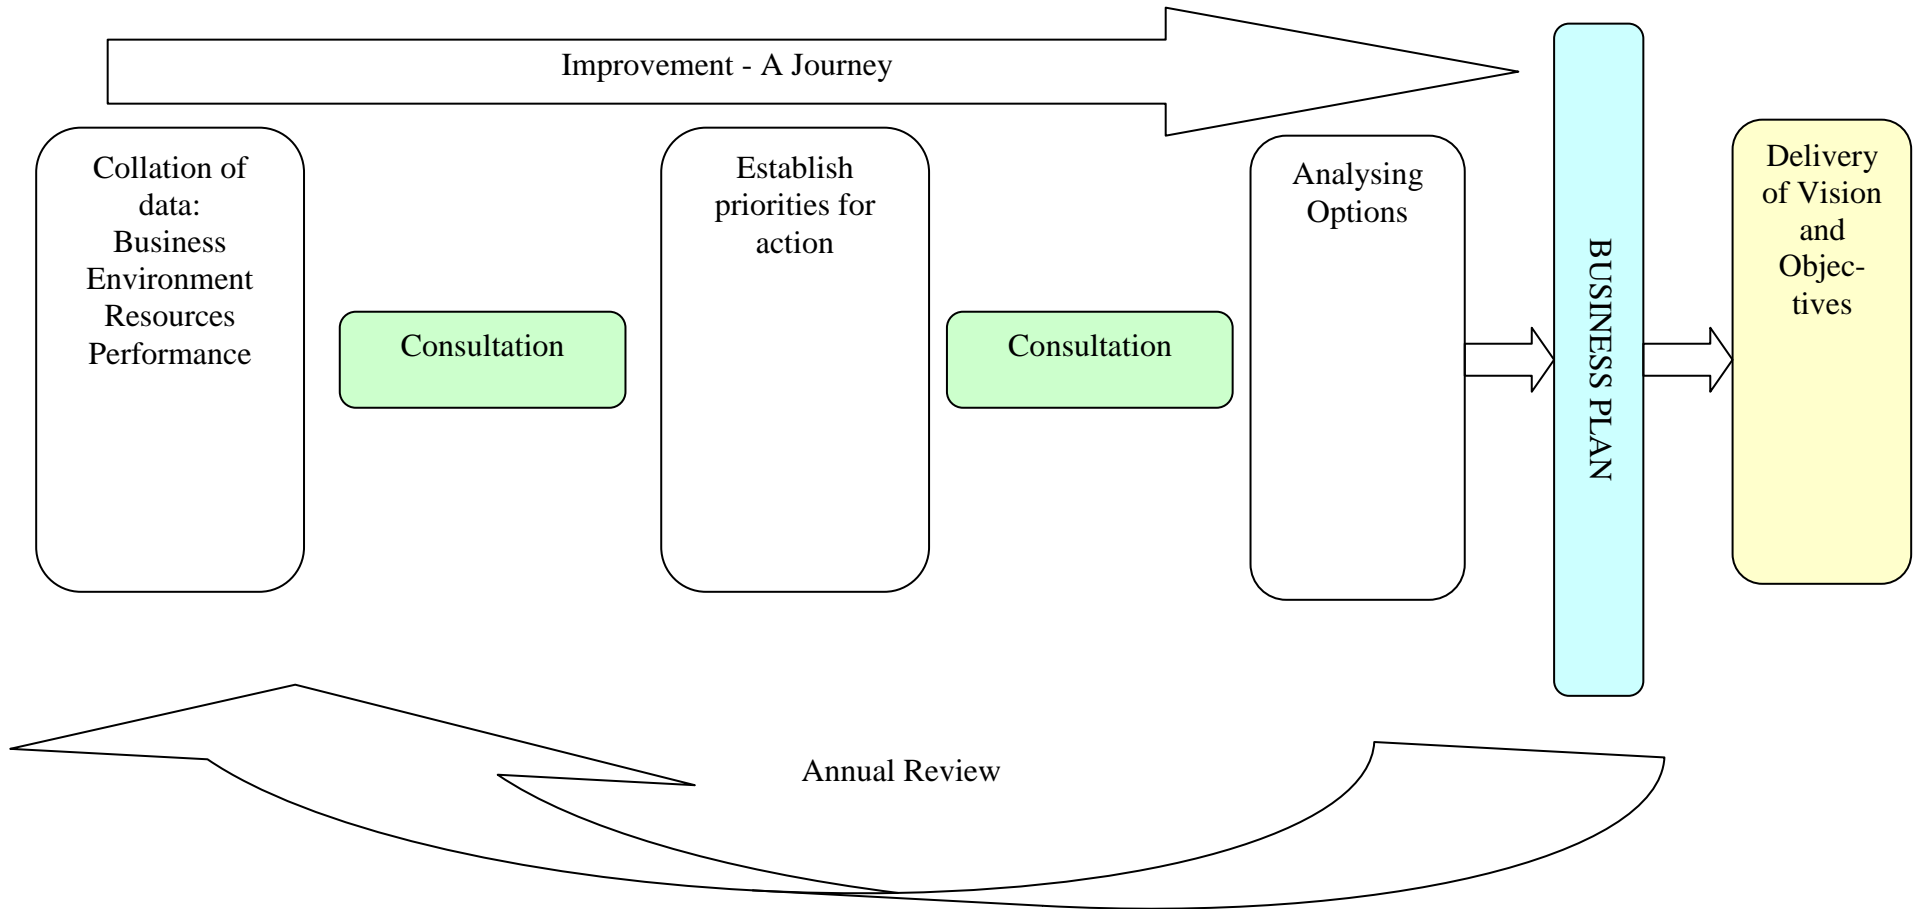 Improvement - A Journey
Collation of
data:
Business
Environment
Resources
Performance
Consultation
Establish
priorities for
action
Consultation
Analysing
Options
BUSINESS PLAN
Delivery
of Vision
and
Objec-
tives
Annual Review